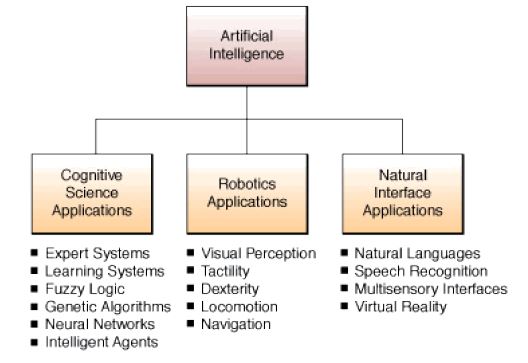 Artificial
Intelligence
Cognitive
Science
Applications
Robotics
Applications
Natural
Interface
Applications
■ Expert Systems
■ Learning Systems
■ Fuzzy Logic
■ Genetic Algorithms
■ Neural Networks
■ Intelligent Agents
■ Visual Perception
■ Tactility
■ Dexterity
■ Locomotion
■ Navigation
■ Natural Languages
■ Speech Recognition
■ Multisensory Interfaces
■ Virtual Reality